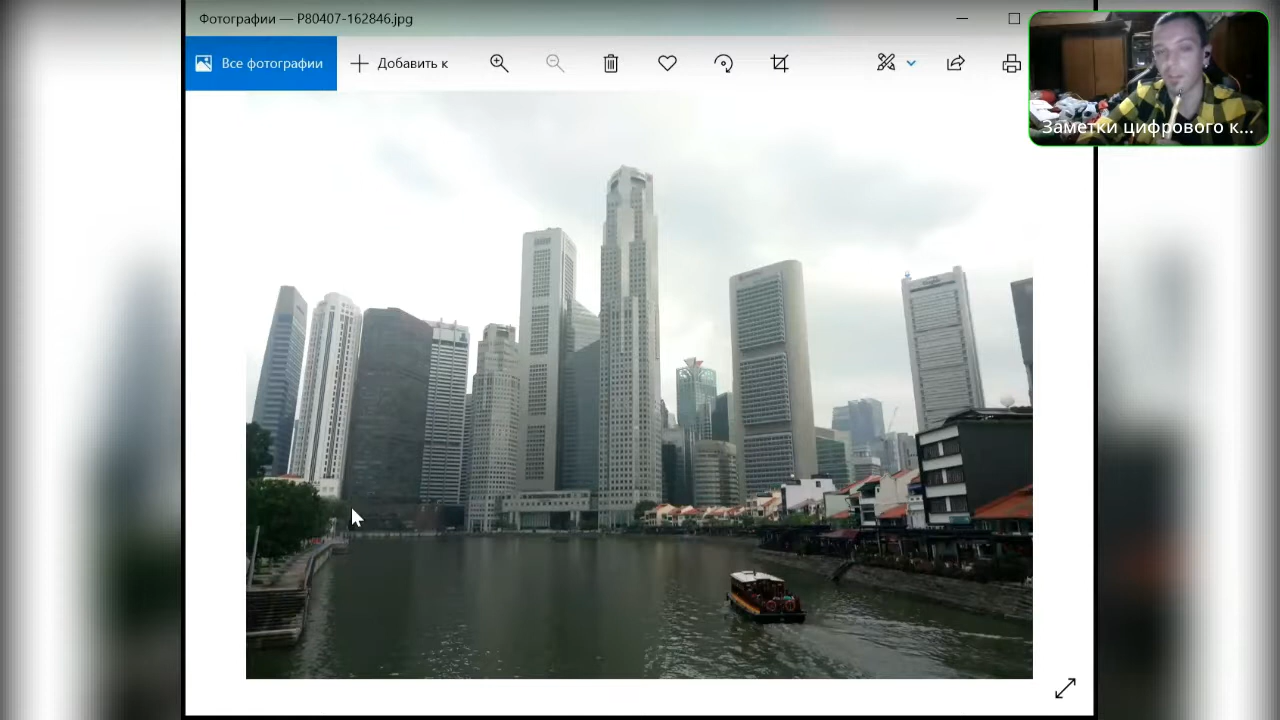 Фотографии — P80407-162846.jpg
Все фотографии
Добавить к
Заметки цифрового к...